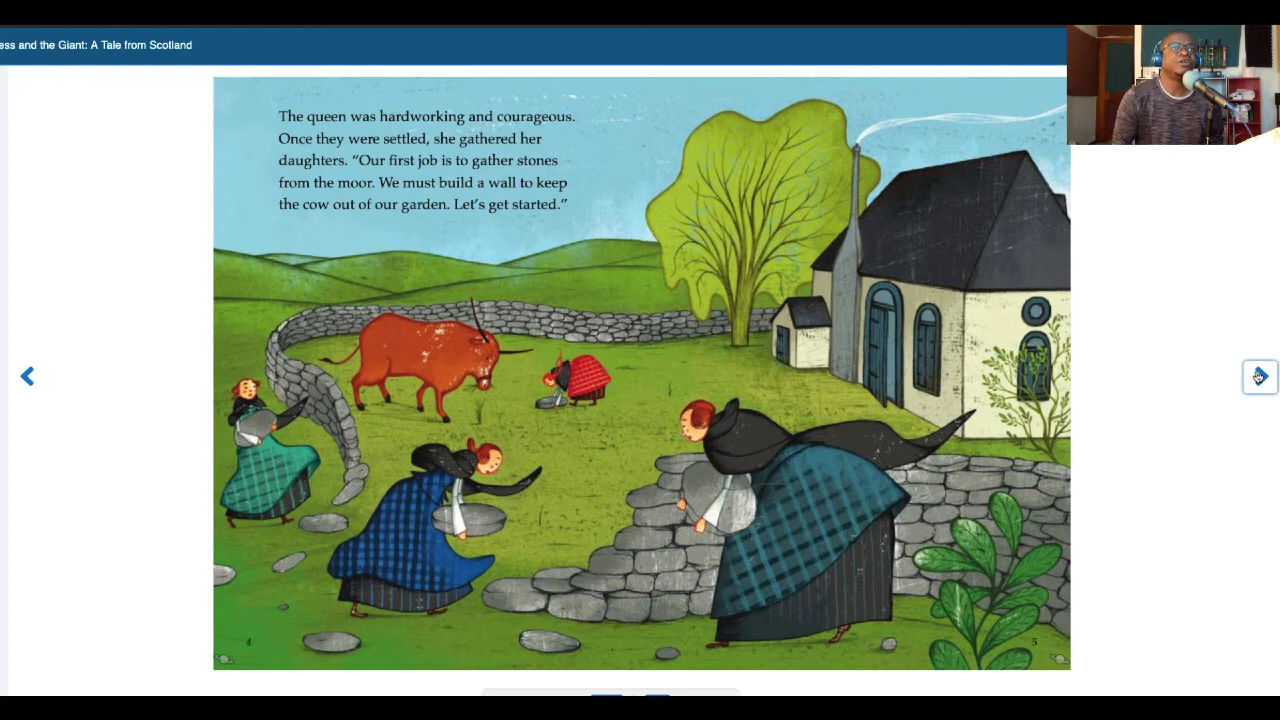 ess and the Giant: A Tale from Scotland
The queen was hardworking and courageous.
Once they were settled, she gathered her
daughters. “Our first job is to gather stones
from the moor. We must build a wall to keep
the cow out of our garden. Let’s get started.”
4
5